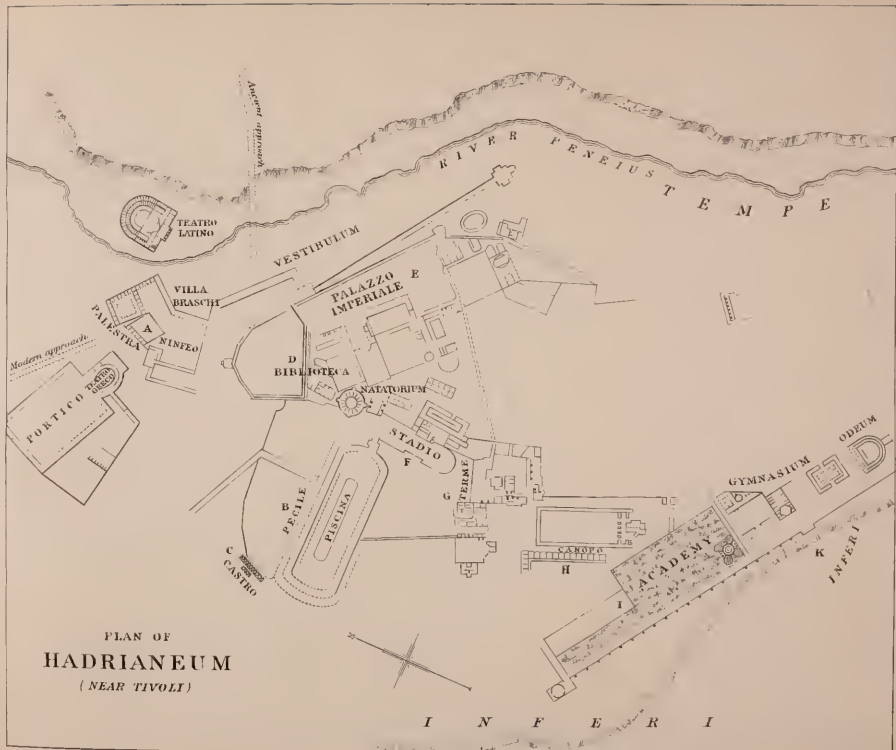 Ancient approach
RIVER PENEIUS
TEMPE
TEATRO
LATINO
VESTIBULUM
VILLA
BRASCHI
PALAZZO E
IMPERIALE
PALESTRA
A
NINFEO
Modern approach
TEATRO
GRECO
PORTICO
D
BIBLIOTECA
NATATORIUM
STADIO
F
TERME
G
B
PECILE
PISCINA
C
CASTRO
CANOPO
H
ACADEMY
I
GYMNASIUM
ODEUM
K
INFERI
PLAN OF
HADRIANEUM
(NEAR TIVOLI)
INFERI